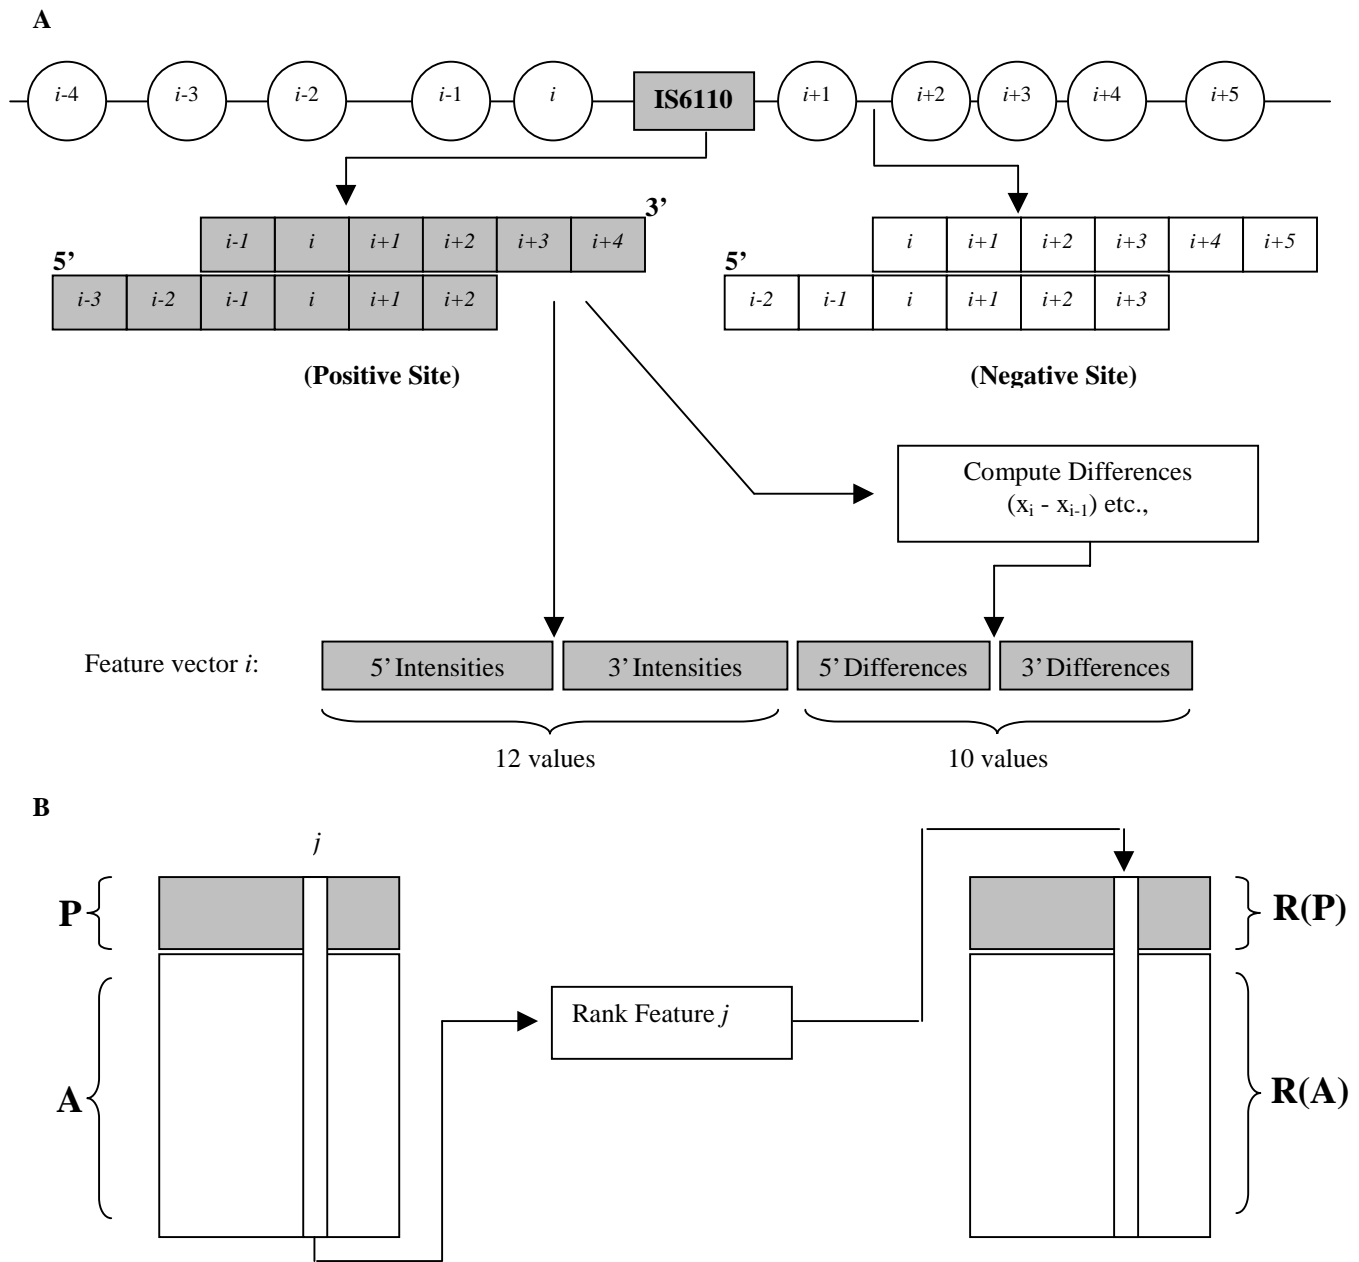 A
i-4 i-3 i-2 i-1 i IS6110 i+1 i+2 i+3 i+4 i+5
3’
i-1 i i+1 i+2 i+3 i+4
5’
i-3 i-2 i-1 i i+1 i+2
(Positive Site)
i i+1 i+2 i+3 i+4 i+5
5’
i-2 i-1 i i+1 i+2 i+3
(Negative Site)
Compute Differences
(xi - xi-1) etc.,
Feature vector i:
5’ Intensities 3’ Intensities 5’ Differences 3’ Differences
12 values 10 values
B
j
P
A
Rank Feature j
R(P)
R(A)